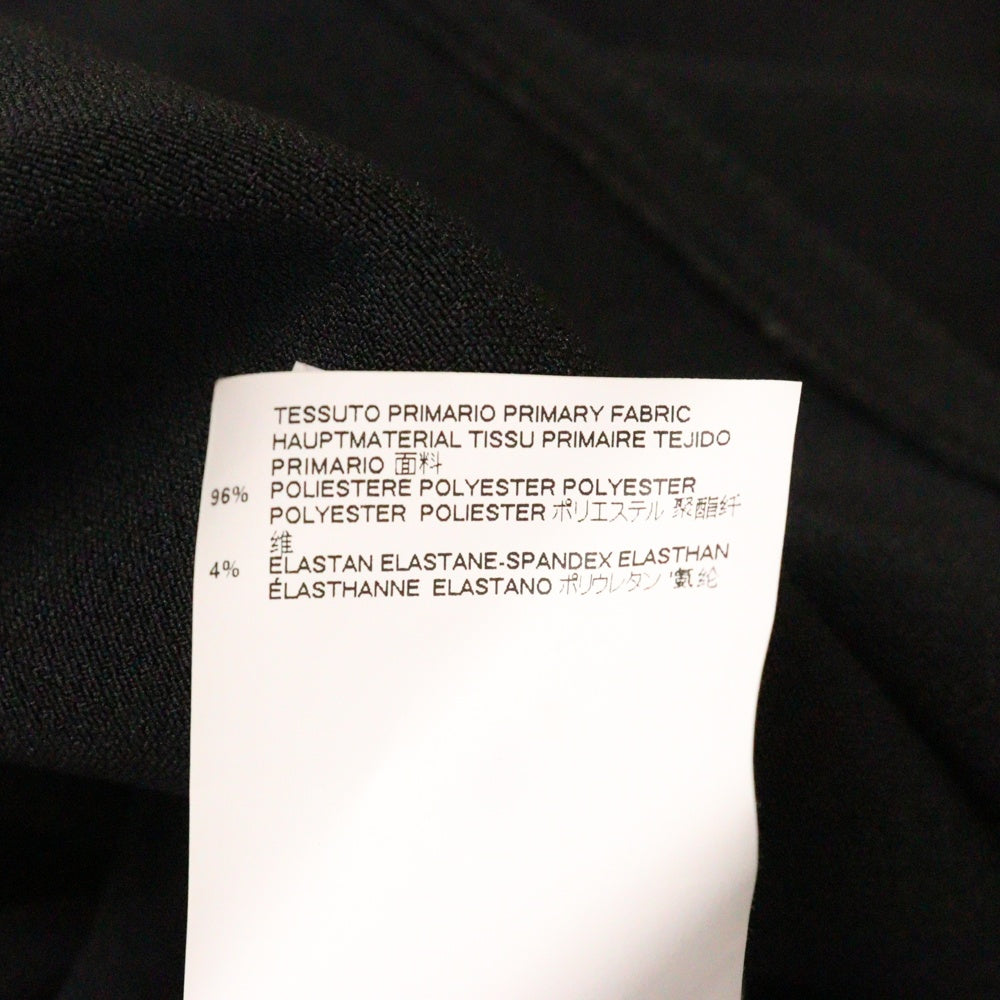 TESSUTO PRIMARIO PRIMARY FABRIC
HAUPTMATERIAL TISSU PRIMAIRE TEJIDO
PRIMARIO 面料
96% POLIESTERE POLYESTER POLYESTER
POLYESTER POLIESTER ポリエステル 聚酯纤
维
4% ELASTAN ELASTANE-SPANDEX ELASTHAN
ÉLASTHANNE ELASTANO ポリウレタン 氨纶